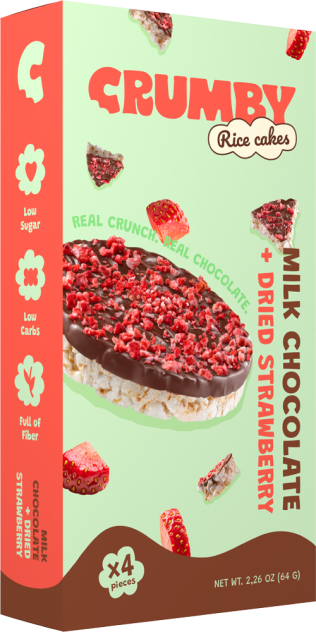 C
Low
Sugar
Low
Carbs
Full of
Fiber
MILK
CHOCOLATE
+ DRIED
STRAWBERRY
CRUMBY
Rice cakes
REAL CRUNCH. REAL CHOCOLATE.
MILK CHOCOLATE
+ DRIED STRAWBERRY
x4
pieces
NET WT. 2,26 OZ (64 G)